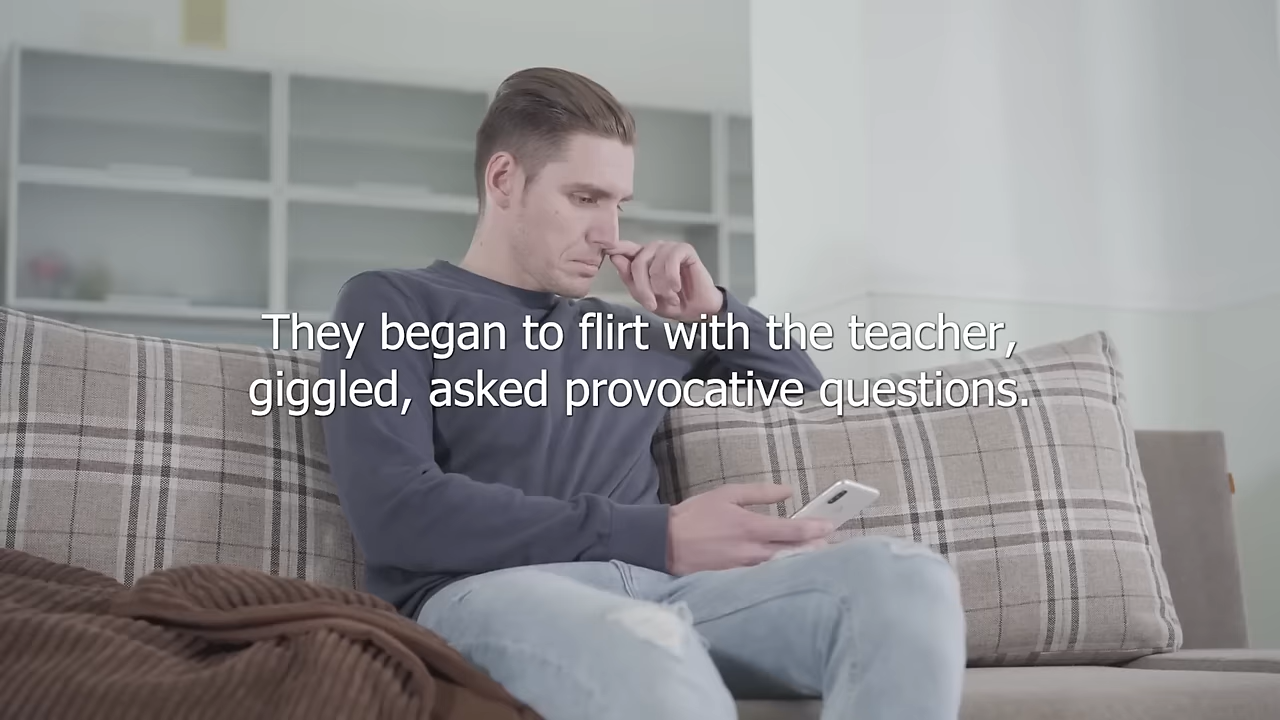 They began to flirt with the teacher,
giggled, asked provocative questions.